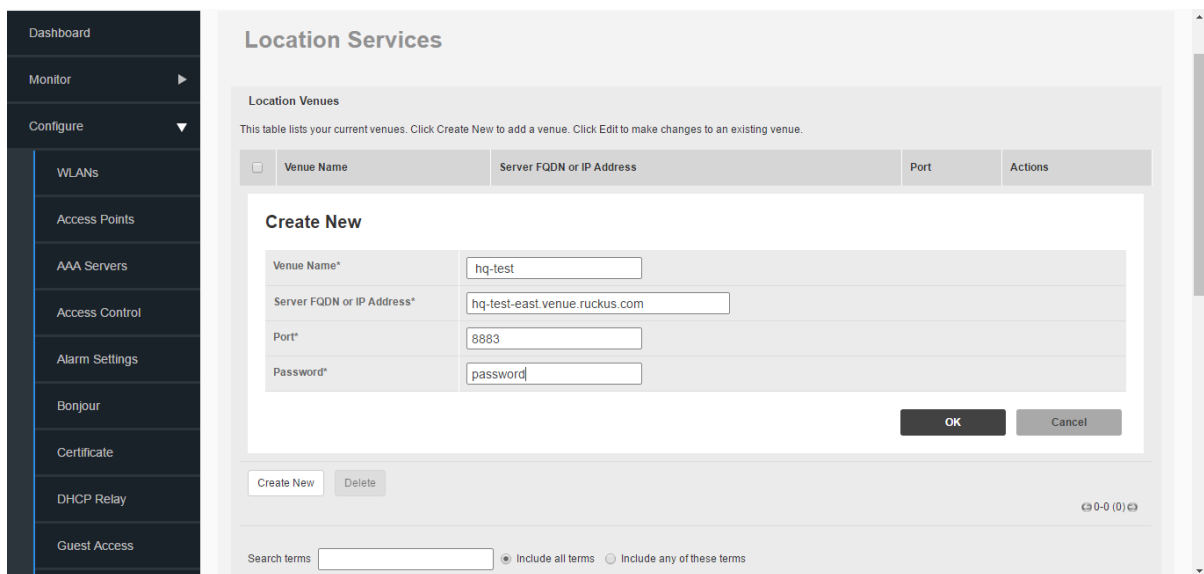 Dashboard
Monitor
Configure
WLANs
Access Points
AAA Servers
Access Control
Alarm Settings
Bonjour
Certificate
DHCP Relay
Guest Access
Location Services
Location Venues
This table lists your current venues. Click Create New to add a venue. Click Edit to make changes to an existing venue.
Venue Name Server FQDN or IP Address Port Actions
Create New
Venue Name* hq-test
Server FQDN or IP Address* hq-test-east.venue.ruckus.com
Port* 8883
Password* password
OK Cancel
Create New Delete
0-0 (0)
Search terms Include all terms Include any of these terms